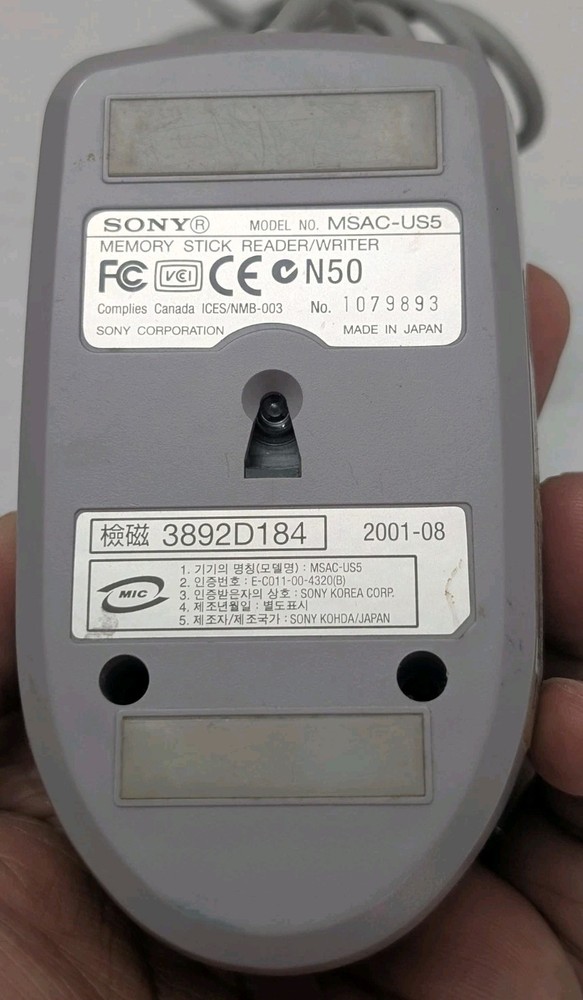 SONY® MODEL NO. MSAC-US5
MEMORY STICK READER/WRITER
FC VCI CE N50
Complies Canada ICES/NMB-003 No. 1079893
SONY CORPORATION MADE IN JAPAN
檢磁 3892D184 2001-08
MIC
1. 기기의 명칭(모델명) : MSAC-US5
2. 인증번호 : E-C011-00-4320(B)
3. 인증받은자의 상호 : SONY KOREA CORP.
4. 제조년월일 : 별도표시
5. 제조자/제조국가 : SONY KOHDA/JAPAN